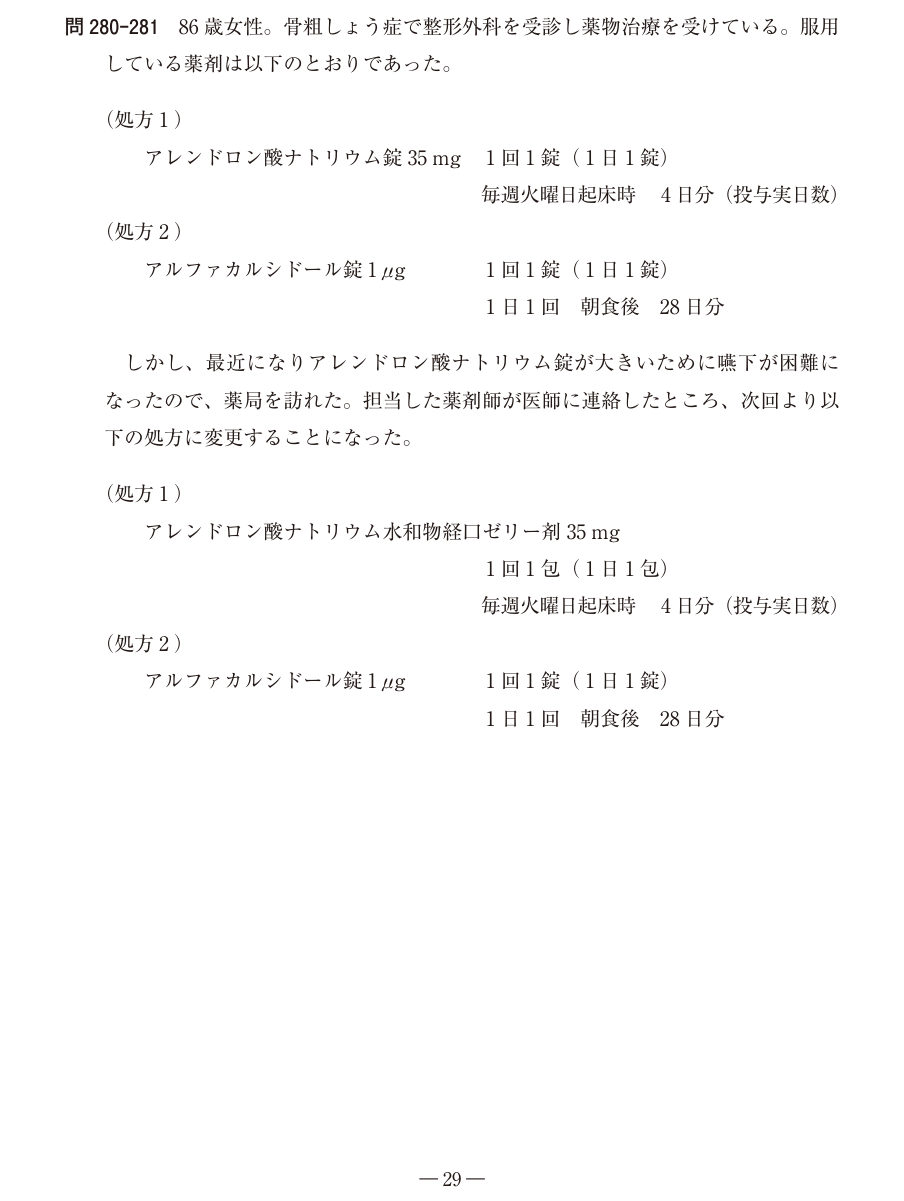 問 280-281　86 歳女性。骨粗しょう症で整形外科を受診し薬物治療を受けている。服用
している薬剤は以下のとおりであった。
（処方１）
アレンドロン酸ナトリウム錠 35 mg　１回１錠（１日１錠）
毎週火曜日起床時　４日分（投与実日数）
（処方２）
アルファカルシドール錠 1 μg　１回１錠（１日１錠）
１日１回　朝食後　28 日分
しかし、最近になりアレンドロン酸ナトリウム錠が大きいために嚥下が困難に
なったので、薬局を訪れた。担当した薬剤師が医師に連絡したところ、次回より以
下の処方に変更することになった。
（処方１）
アレンドロン酸ナトリウム水和物経口ゼリー剤 35 mg
１回１包（１日１包）
毎週火曜日起床時　４日分（投与実日数）
（処方２）
アルファカルシドール錠 1 μg　１回１錠（１日１錠）
１日１回　朝食後　28 日分
― 29 ―